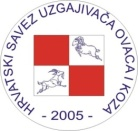 HRVATSKI SAVEZ UZGAJIVAČA OVACA I KOZA
- 2005 -